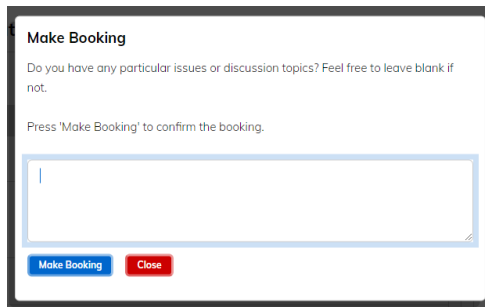 Make Booking
Do you have any particular issues or discussion topics? Feel free to leave blank if
not.
Press 'Make Booking' to confirm the booking.
Make Booking Close